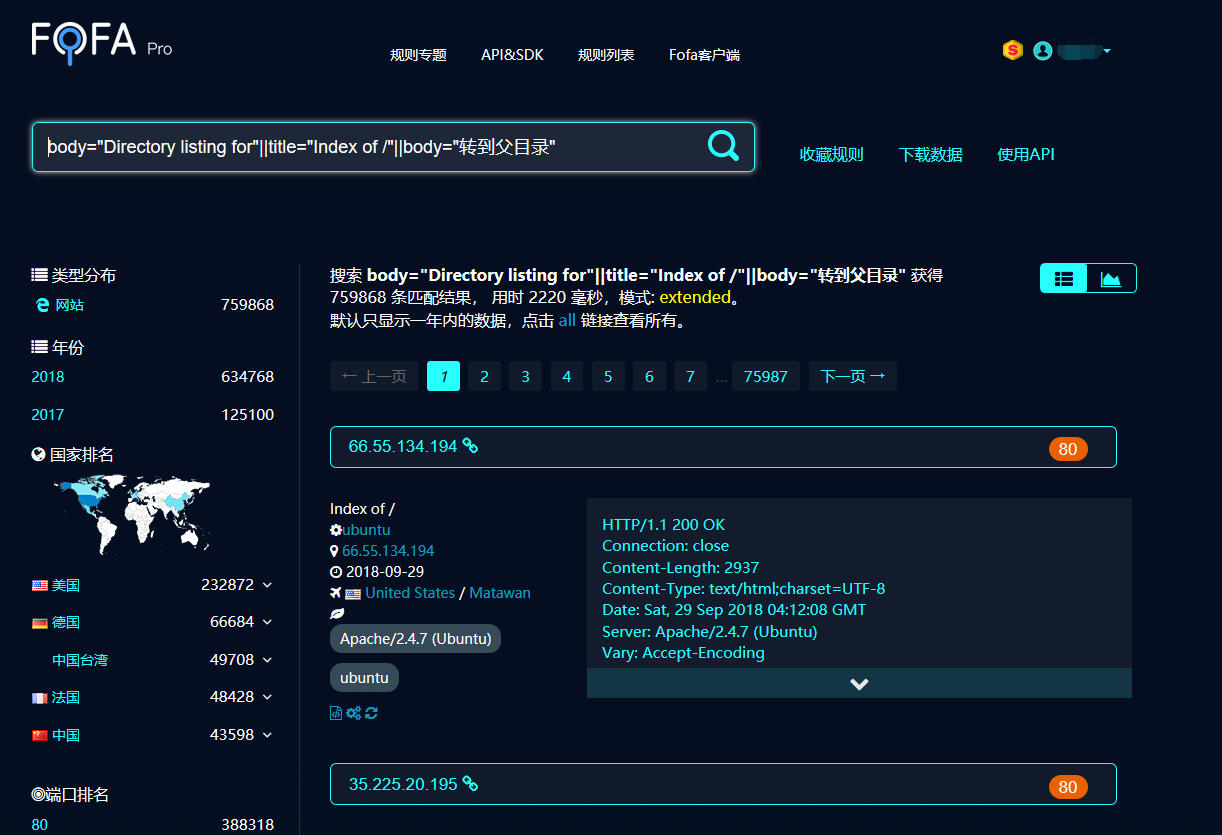 FOFA Pro
规则专题 API&SDK 规则列表 Fofa客户端
body="Directory listing for"||title="Index of /"||body="转到父目录"
收藏规则 下载数据 使用API
类型分布
网站 759868
年份
2018 634768
2017 125100
国家排名
美国 232872
德国 66684
中国台湾 49708
法国 48428
中国 43598
端口排名
80 388318
搜索 body="Directory listing for"||title="Index of /"||body="转到父目录" 获得
759868 条匹配结果， 用时 2220 毫秒，模式: extended。
默认只显示一年内的数据，点击 all 链接查看所有。
← 上一页 1 2 3 4 5 6 7 ... 75987 下一页 →
66.55.134.194 80
Index of /
ubuntu
66.55.134.194
2018-09-29
United States / Matawan
Apache/2.4.7 (Ubuntu)
ubuntu
HTTP/1.1 200 OK
Connection: close
Content-Length: 2937
Content-Type: text/html;charset=UTF-8
Date: Sat, 29 Sep 2018 04:12:08 GMT
Server: Apache/2.4.7 (Ubuntu)
Vary: Accept-Encoding
35.225.20.195 80